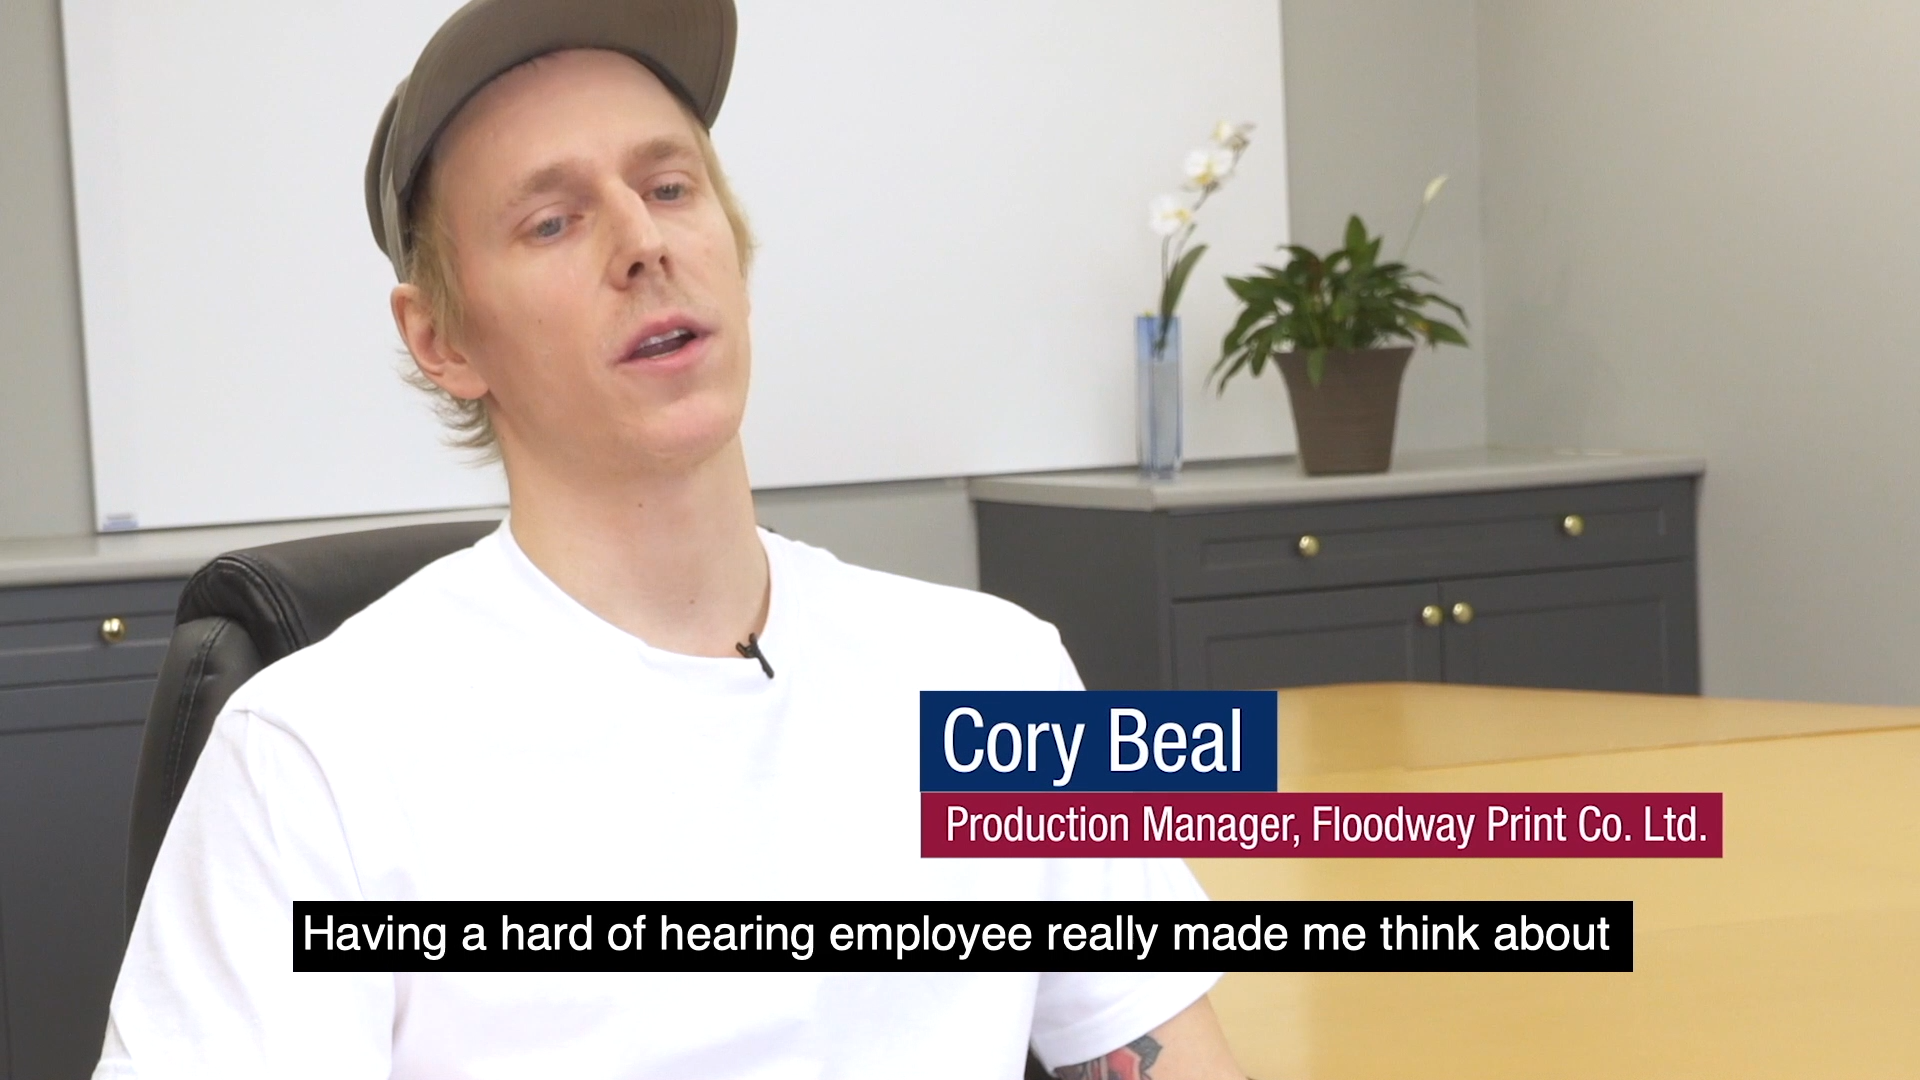 Cory Beal
Production Manager, Floodway Print Co. Ltd.
Having a hard of hearing employee really made me think about